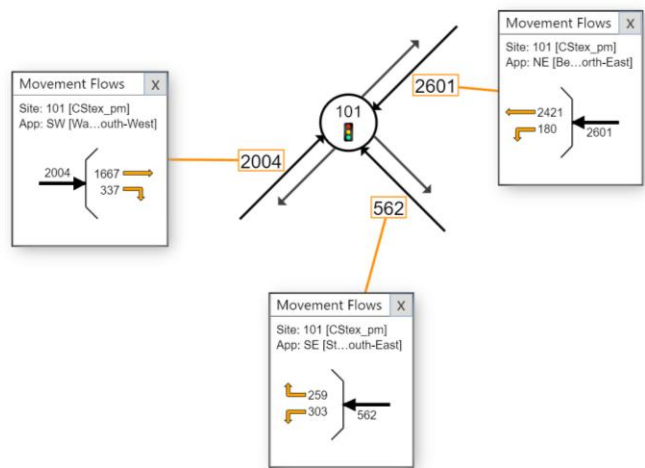 Movement Flows X
Site: 101 [CStex_pm]
App: SW [Wa...outh-West]
2004
1667
337
2004
101
2601
562
Movement Flows X
Site: 101 [CStex_pm]
App: NE [Be...orth-East]
2421
180
2601
Movement Flows X
Site: 101 [CStex_pm]
App: SE [St...outh-East]
259
303
562